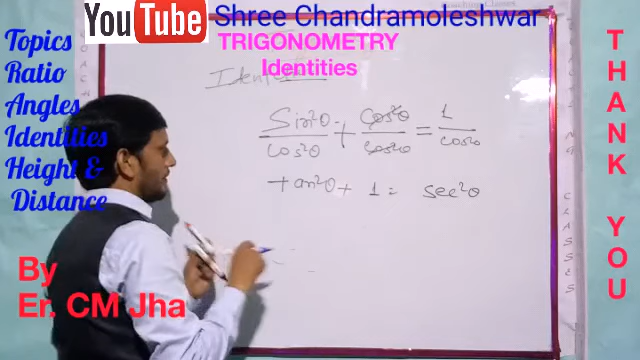 YouTube
Shree Chandramoleshwar
TRIGONOMETRY
Identities
Topics
Ratio
Angles
Identities
Height &
Distance
By
Er. CM Jha
THANK YOU
Sin²θ/cos²θ + Cos²θ/cos²θ = 1/cos²θ
tan²θ + 1 = sec²θ
CLASSES